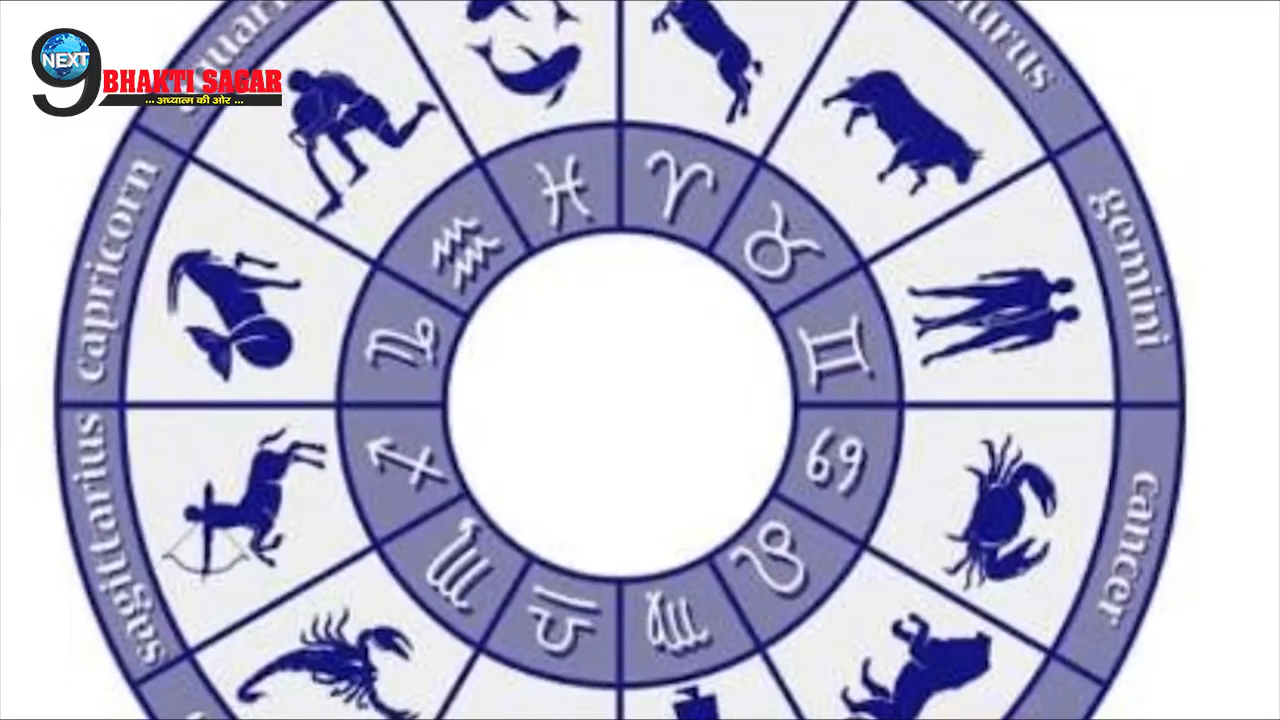 9
NEXT
BHAKTI SAGAR
... अध्यात्म की ओर ...
capricorn
gemini
sagittarius
cancer